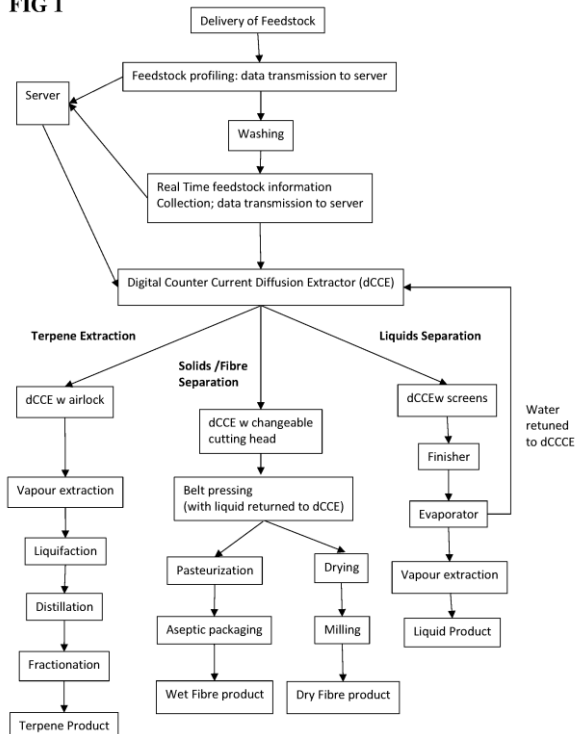 FIG 1
Delivery of Feedstock
Feedstock profiling: data transmission to server
Server
Washing
Real Time feedstock information
Collection; data transmission to server
Digital Counter Current Diffusion Extractor (dCCE)
Terpene Extraction
Solids /Fibre
Separation
Liquids Separation
dCCE w airlock
Vapour extraction
Liquifaction
Distillation
Fractionation
Terpene Product
dCCE w changeable
cutting head
Belt pressing
(with liquid returned to dCCE)
Pasteurization
Aseptic packaging
Wet Fibre product
Drying
Milling
Dry Fibre product
dCCEw screens
Finisher
Evaporator
Vapour extraction
Liquid Product
Water
retuned
to dCCCE